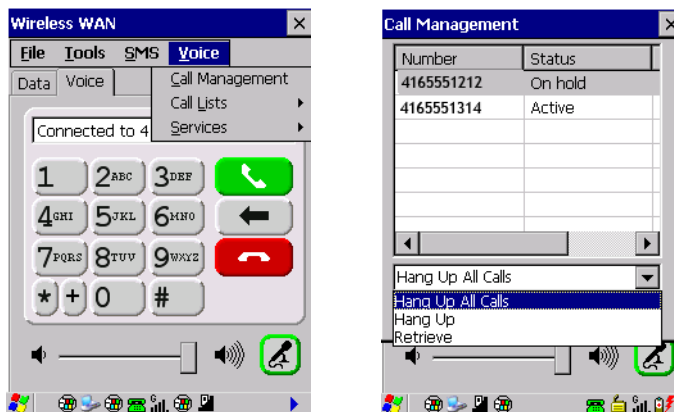 Wireless WAN
File Tools SMS Voice
Data Voice
Call Management
Call Lists
Services
Connected to 4
1 2ABC 3DEF
4GHI 5JKL 6MNO
7PQRS 8TUV 9WXYZ
* + 0 #
Call Management
Number Status
4165551212 On hold
4165551314 Active
Hang Up All Calls
Hang Up All Calls
Hang Up
Retrieve